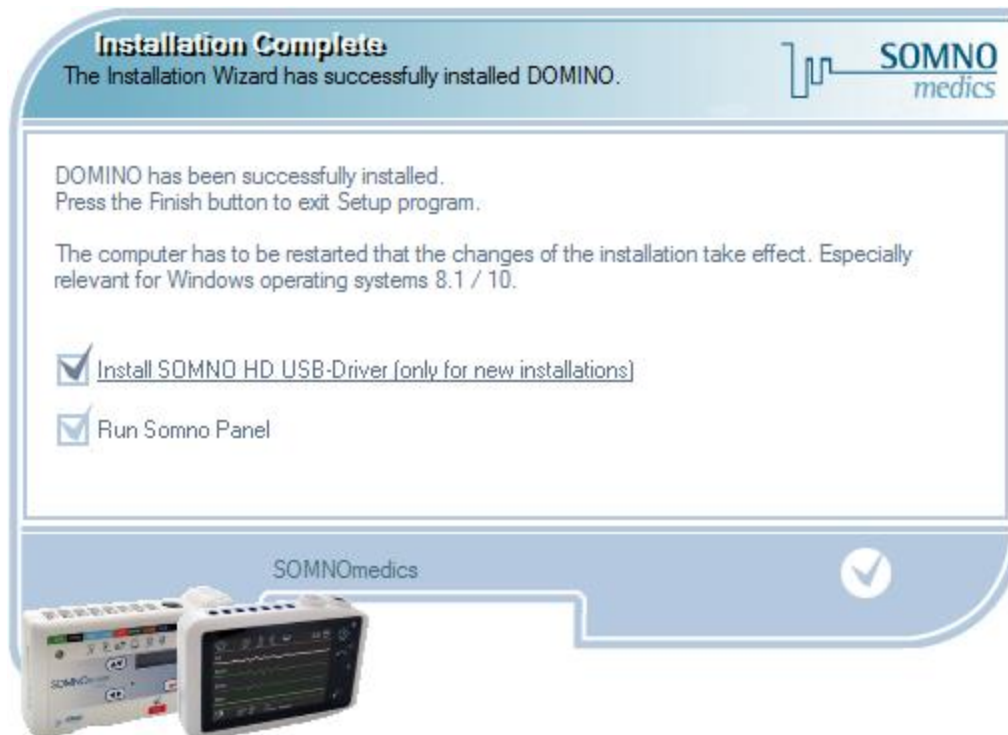 Installation Complete
The Installation Wizard has successfully installed DOMINO.
SOMNO
medics
DOMINO has been successfully installed.
Press the Finish button to exit Setup program.
The computer has to be restarted that the changes of the installation take effect. Especially
relevant for Windows operating systems 8.1 / 10.
Install SOMNO HD USB-Driver (only for new installations)
Run Somno Panel
SOMNOmedics